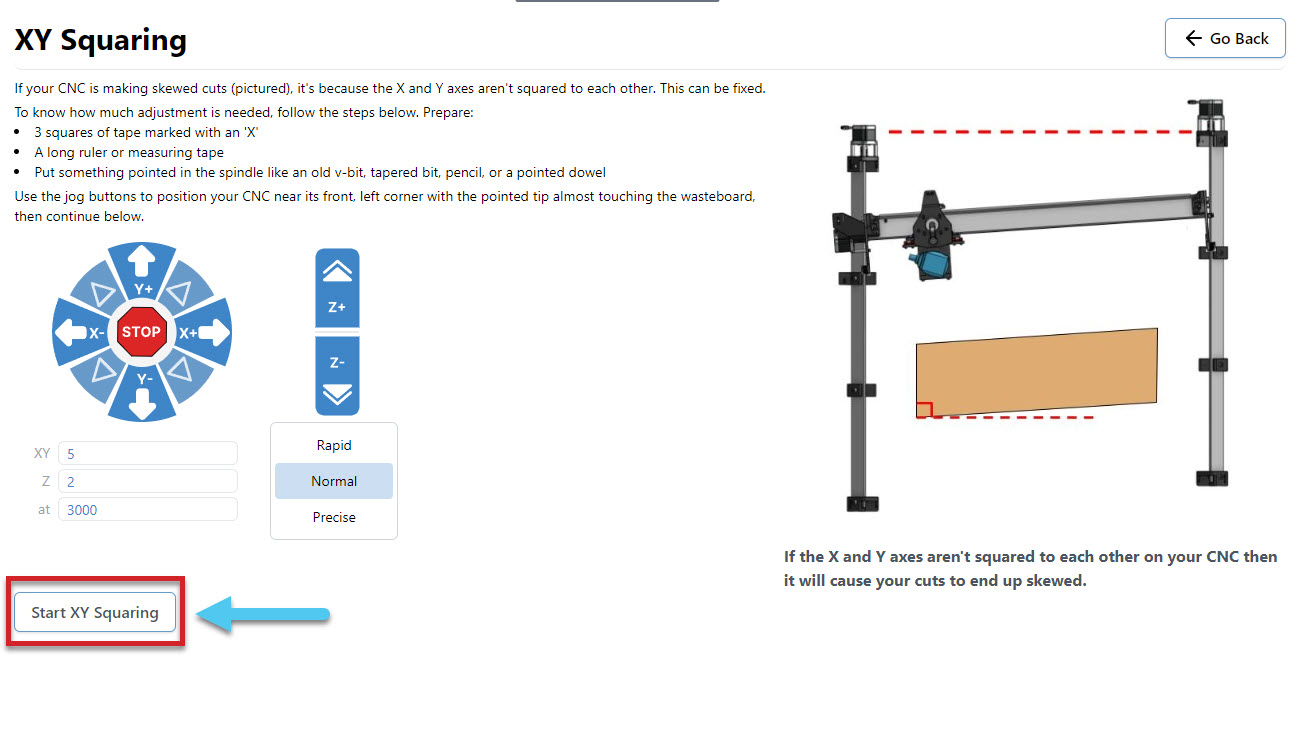 XY Squaring
Go Back
If your CNC is making skewed cuts (pictured), it's because the X and Y axes aren't squared to each other. This can be fixed.
To know how much adjustment is needed, follow the steps below. Prepare:
• 3 squares of tape marked with an 'X'
• A long ruler or measuring tape
• Put something pointed in the spindle like an old v-bit, tapered bit, pencil, or a pointed dowel
Use the jog buttons to position your CNC near its front, left corner with the pointed tip almost touching the wasteboard,
then continue below.
Y+
X- STOP X+
Y-
Z+
Z-
XY 5
Z 2
at 3000
Rapid
Normal
Precise
If the X and Y axes aren't squared to each other on your CNC then
it will cause your cuts to end up skewed.
Start XY Squaring